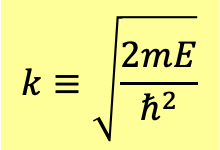 k ≡ √(2mE/ħ²)